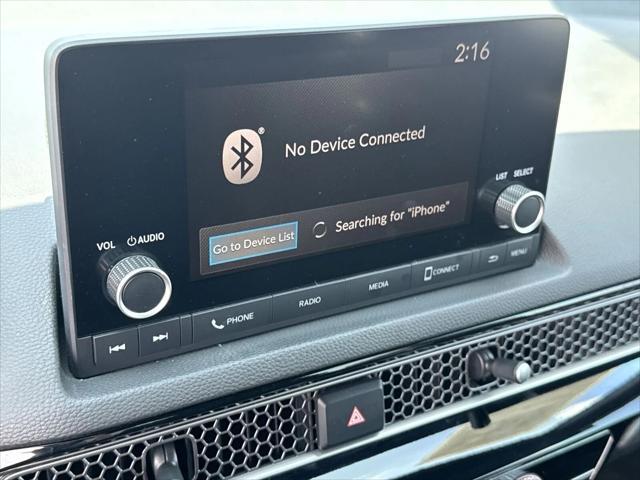 2:16
®
No Device Connected
Go to Device List
Searching for "iPhone"
VOL AUDIO
LIST SELECT
PHONE
RADIO
MEDIA
CONNECT
MENU